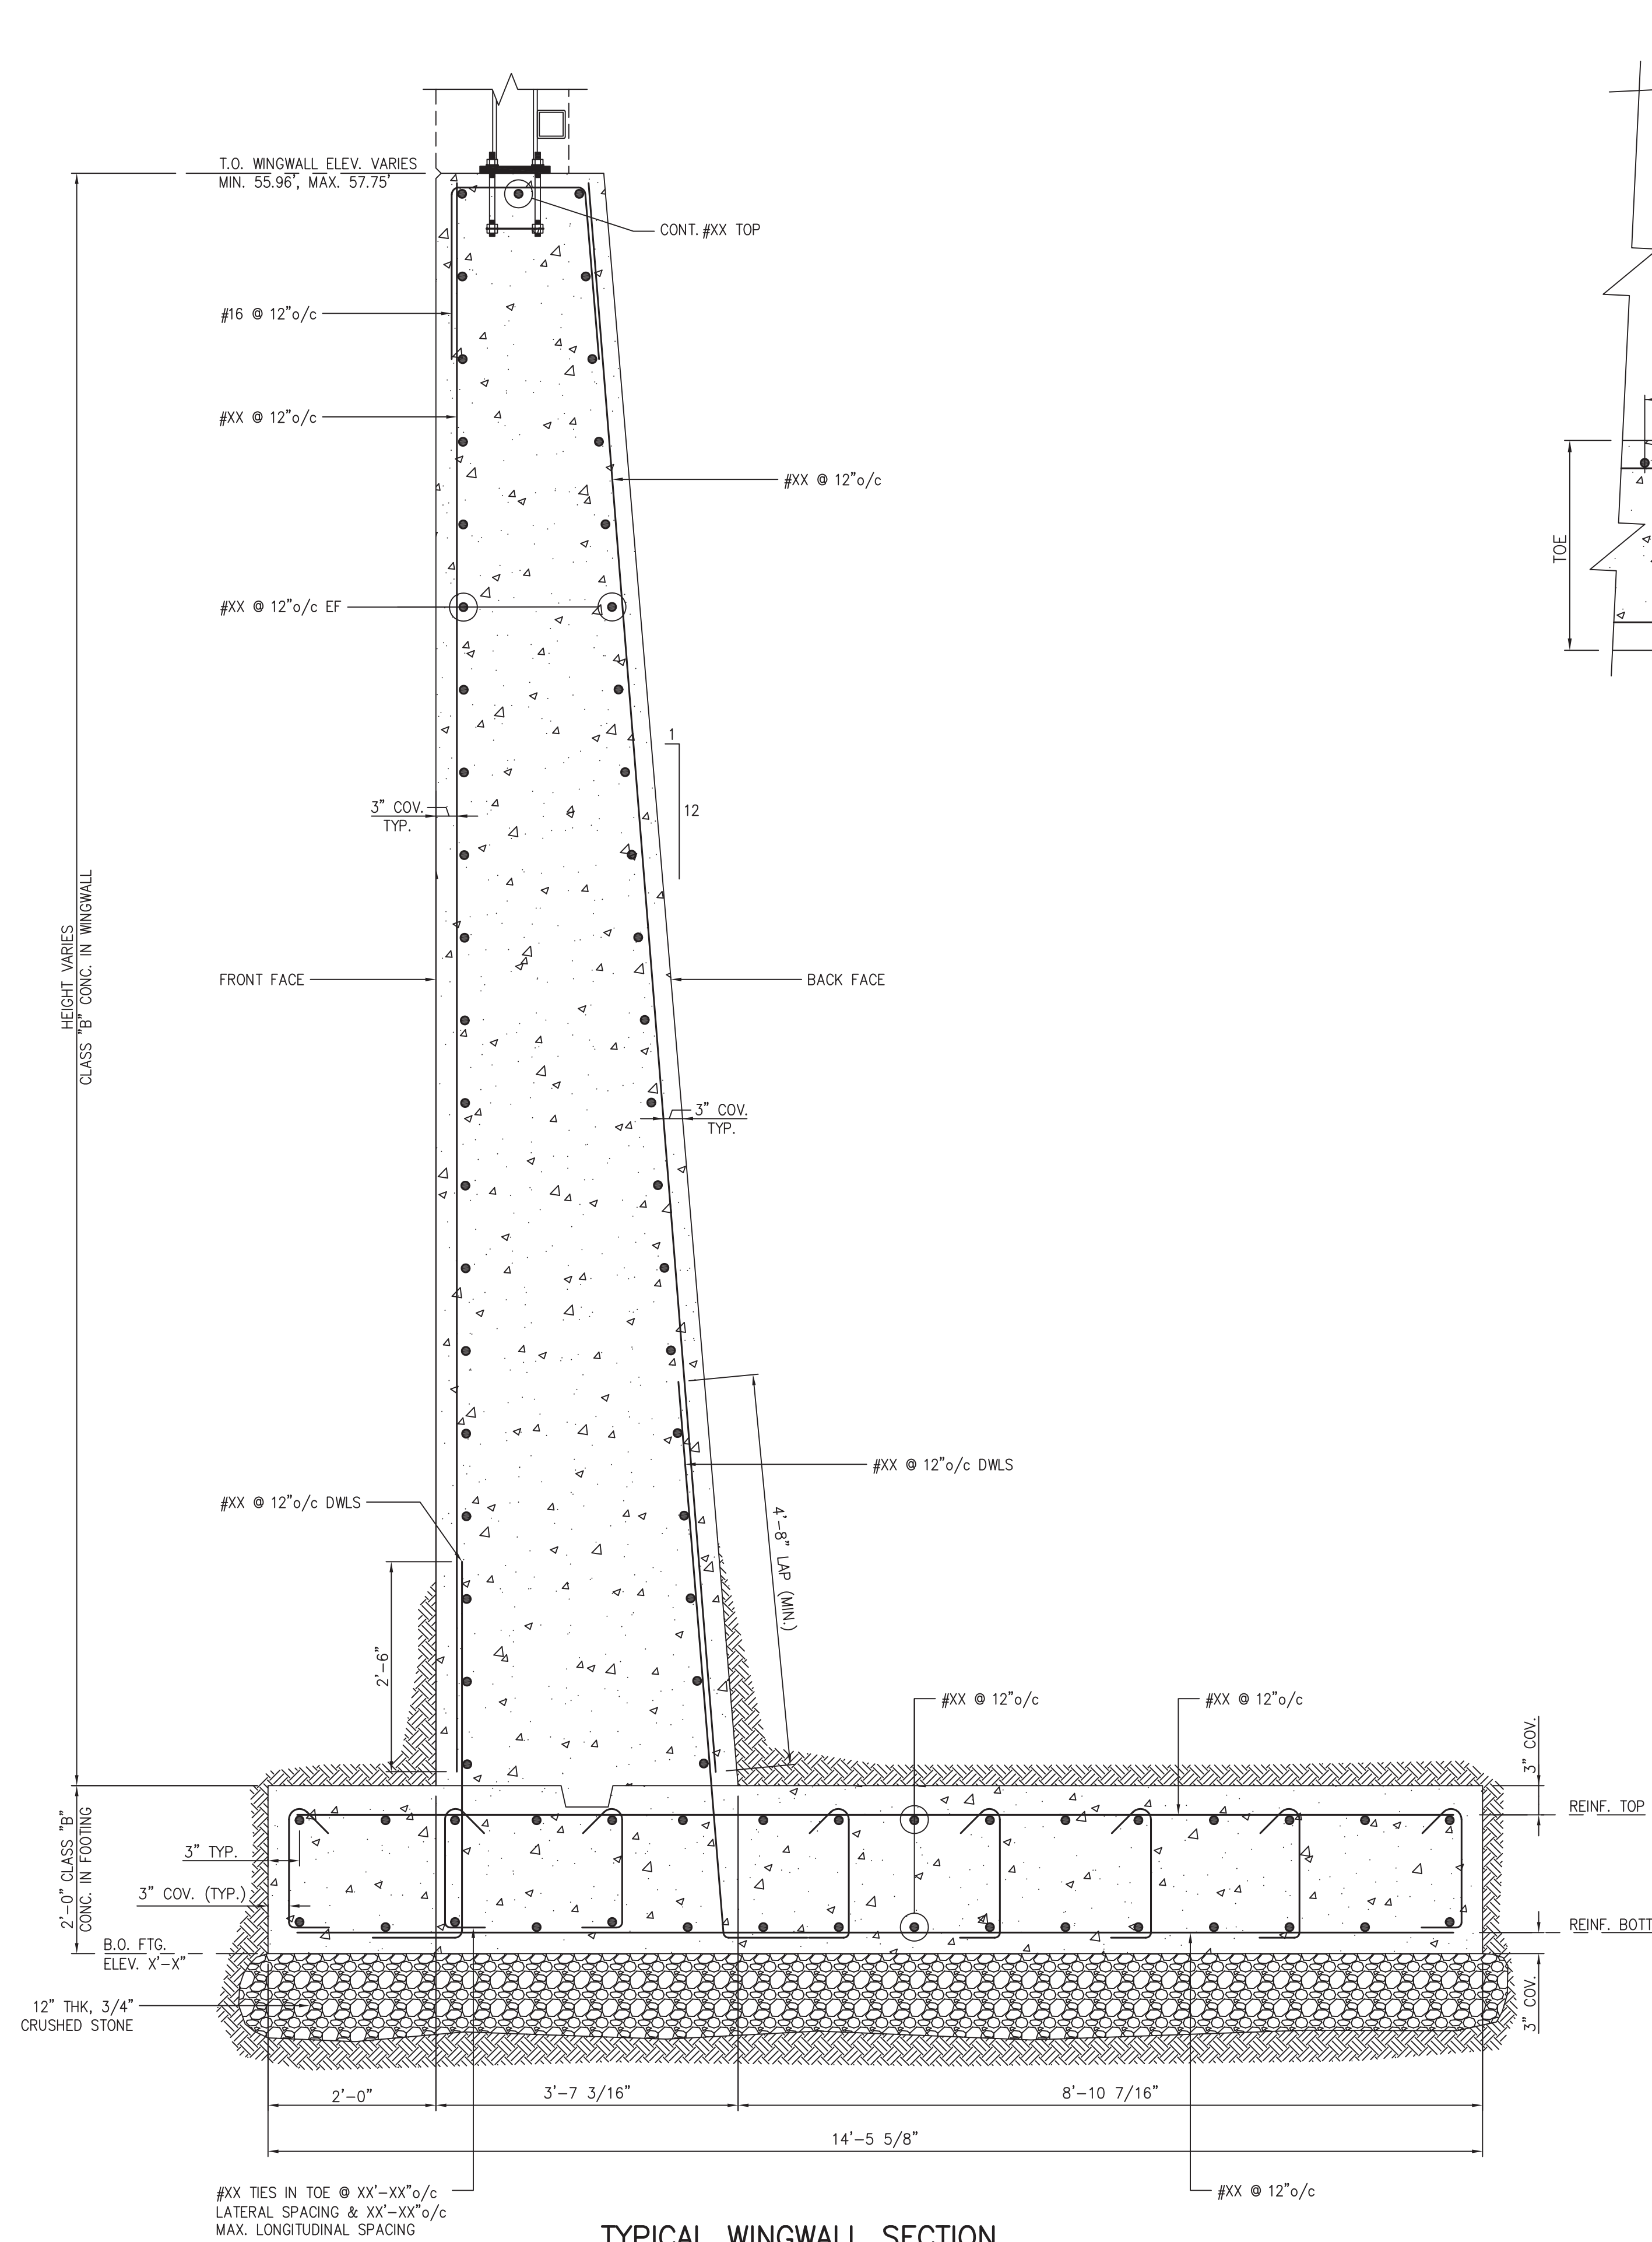 T.O. WINGWALL ELEV. VARIES
MIN. 55.96', MAX. 57.75'
CONT. #XX TOP
#16 @ 12"o/c
#XX @ 12"o/c
#XX @ 12"o/c
TOE
#XX @ 12"o/c EF
1
12
3" COV.
TYP.
HEIGHT VARIES
CLASS "B" CONC. IN WINGWALL
FRONT FACE
BACK FACE
3" COV.
TYP.
#XX @ 12"o/c DWLS
#XX @ 12"o/c DWLS
4'-8" LAP (MIN.)
2'-6"
#XX @ 12"o/c
#XX @ 12"o/c
3" COV.
REINF. TOP
2'-0" CLASS "B"
CONC. IN FOOTING
3" TYP.
3" COV. (TYP.)
REINF. BOTT
B.O. FTG.
ELEV. X'-X"
3" COV.
12" THK, 3/4"
CRUSHED STONE
2'-0"
3'-7 3/16"
8'-10 7/16"
14'-5 5/8"
#XX TIES IN TOE @ XX'-XX"o/c
LATERAL SPACING & XX'-XX"o/c
MAX. LONGITUDINAL SPACING
#XX @ 12"o/c
TYPICAL WINGWALL SECTION